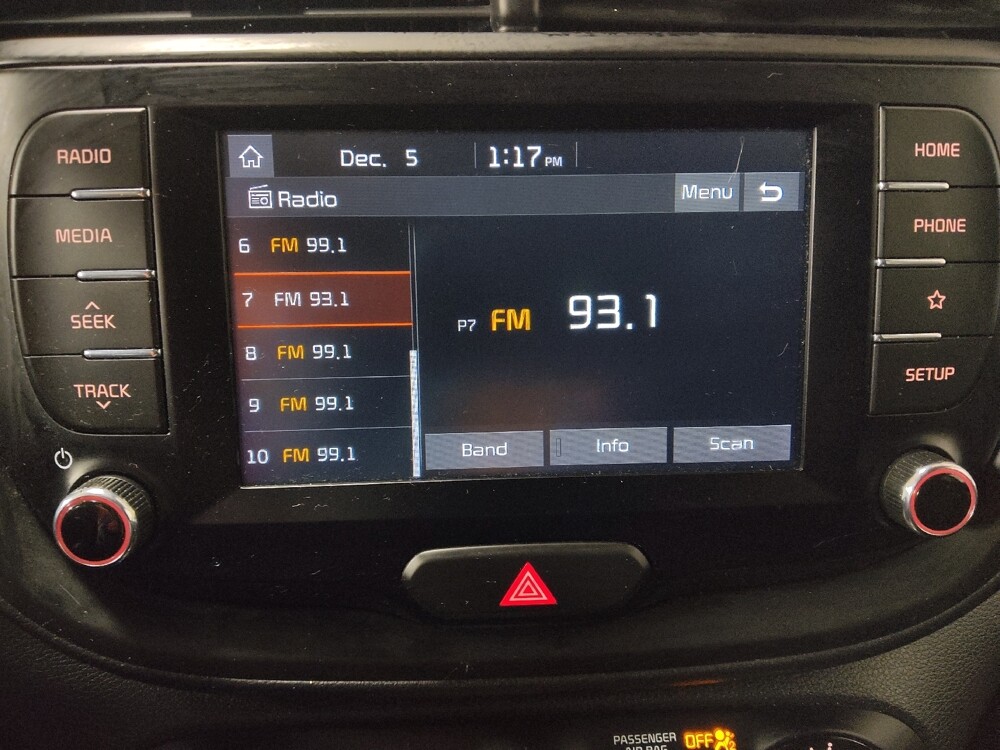 RADIO
MEDIA
SEEK
TRACK
Dec. 5 1:17 PM
Radio
Menu
6 FM 99.1
7 FM 93.1
8 FM 99.1
9 FM 99.1
10 FM 99.1
P7 FM 93.1
Band Info Scan
HOME
PHONE
SETUP
PASSENGER
AIR BAG
OFF